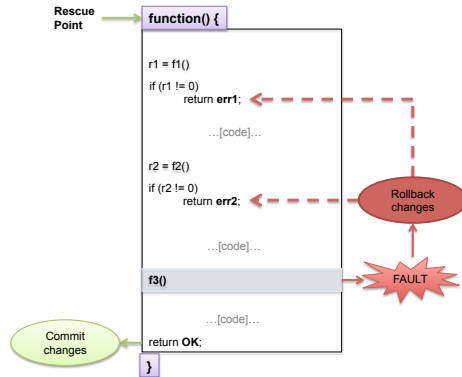 Rescue
Point
function() {
r1 = f1()
if (r1 != 0)
return err1;
...[code]...
r2 = f2()
if (r2 != 0)
return err2;
Rollback
changes
...[code]...
f3()
FAULT
...[code]...
Commit
changes
return OK;
}